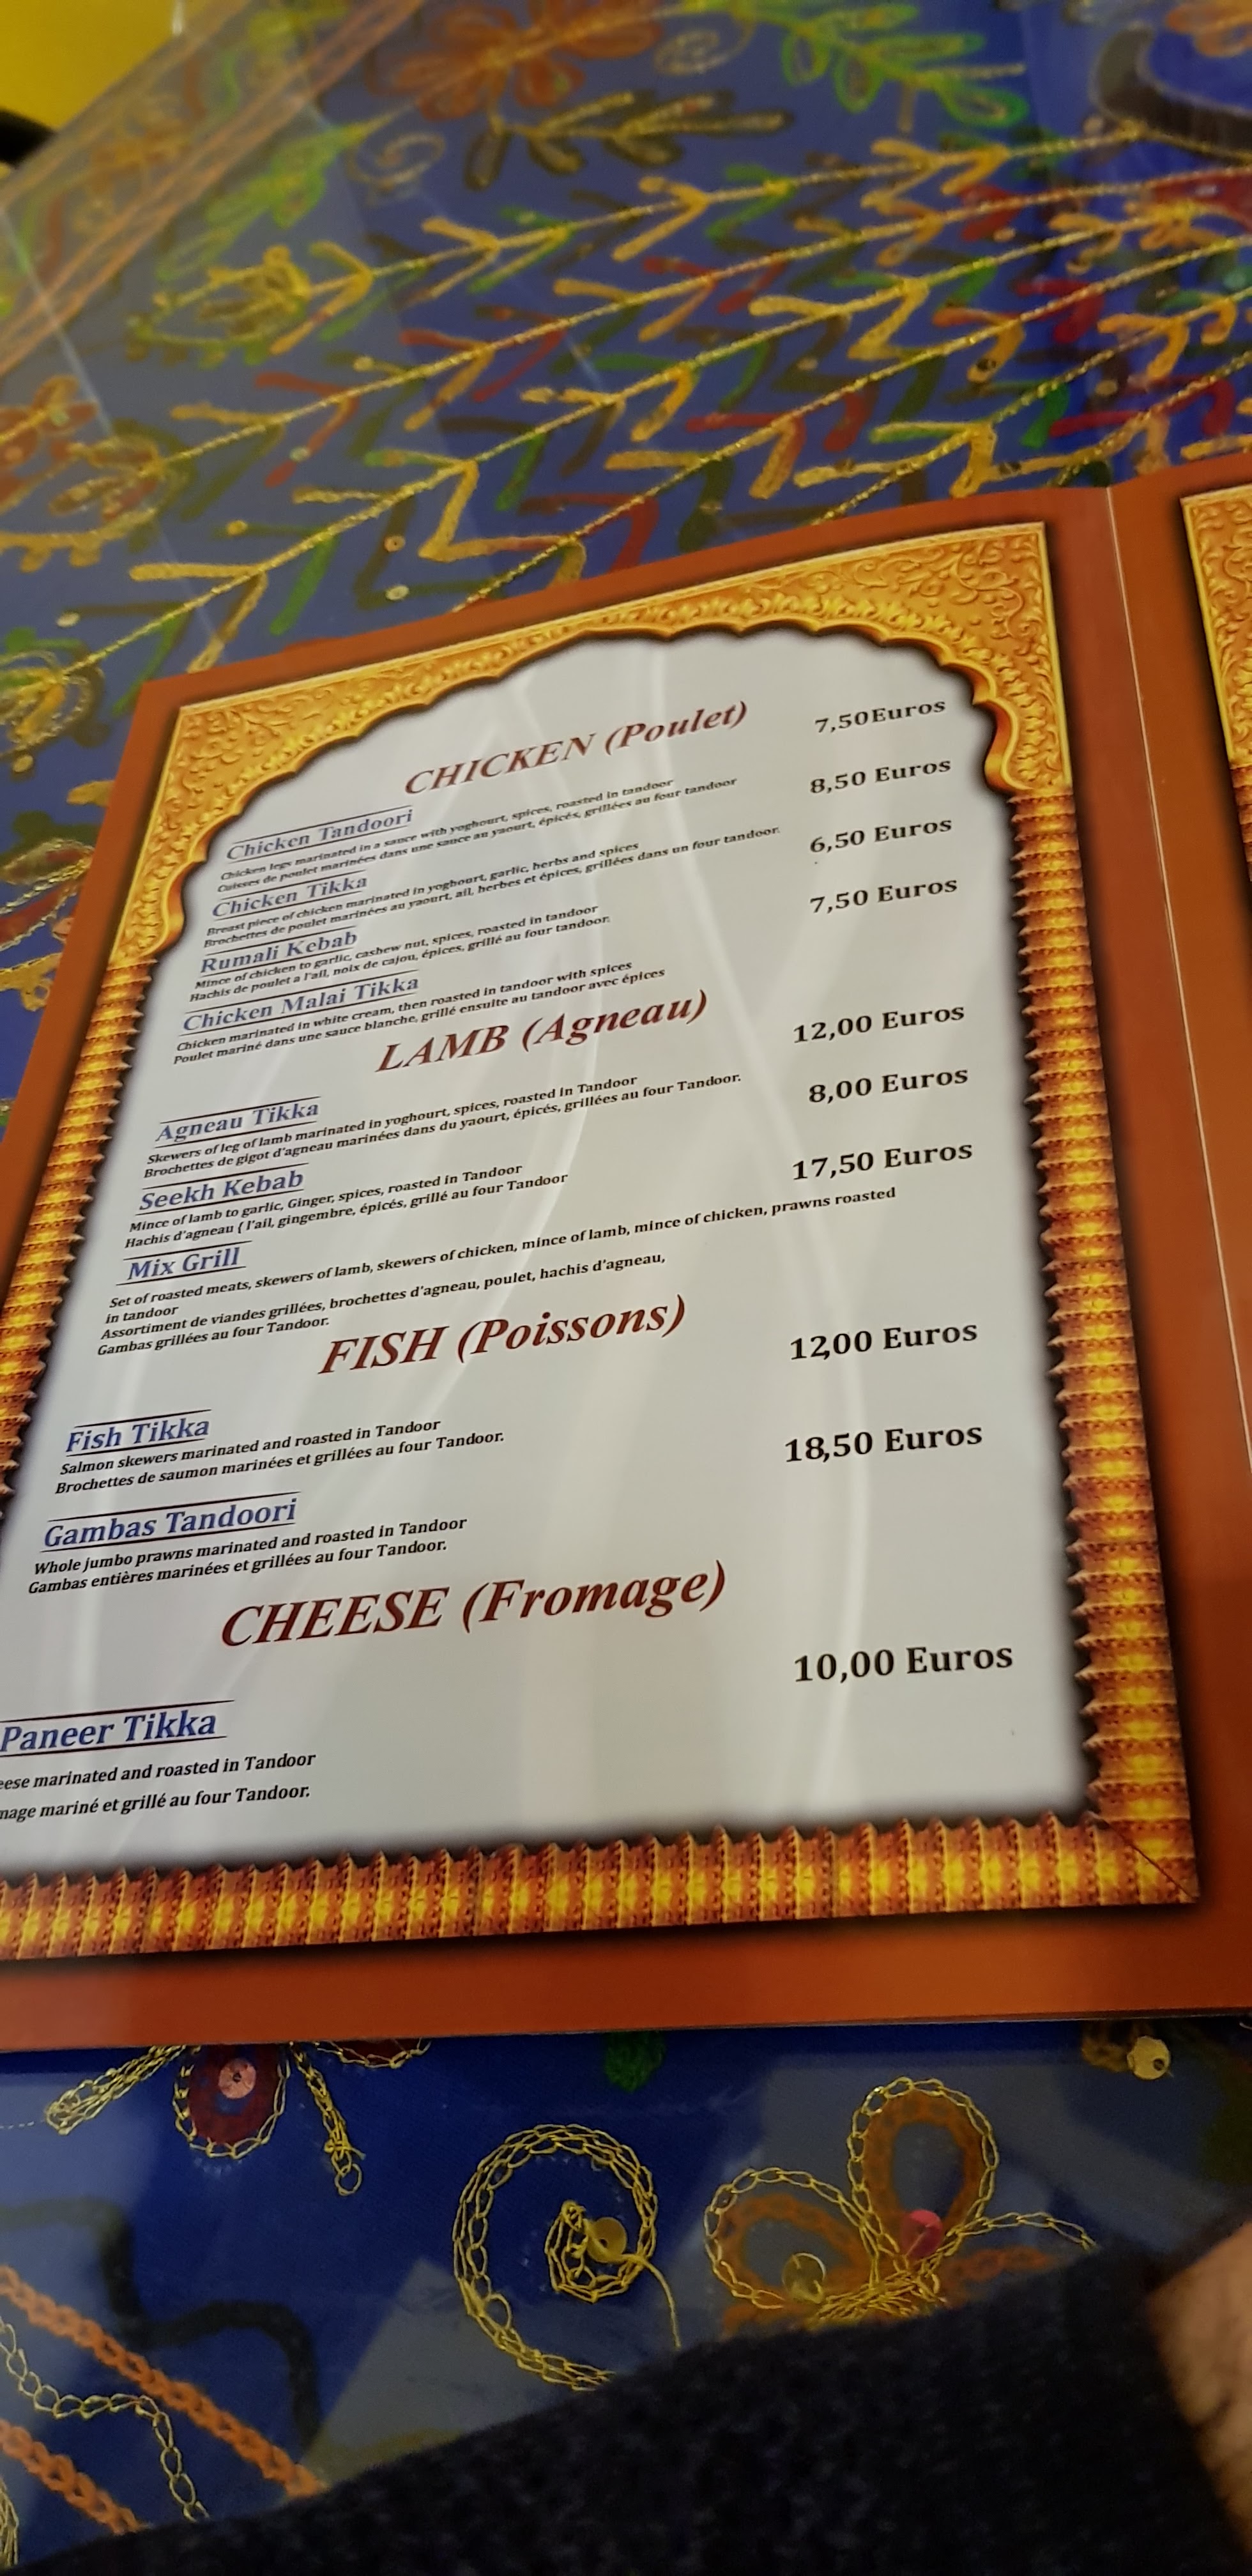 CHICKEN (Poulet)
Chicken Tandoori 7,50Euros
Chicken legs marinated in a sauce with yoghourt, spices, roasted in tandoor
Cuisses de poulet marinées dans une sauce au yaourt, épicés, grillées au four tandoor
Chicken Tikka 8,50 Euros
Breast piece of chicken marinated in yoghourt, garlic, herbs and spices
Brochettes de poulet marinées au yaourt, ail, herbes et épices, grillées dans un four tandoor.
Rumali Kebab 6,50 Euros
Mince of chicken to garlic, cashew nut, spices, roasted in tandoor
Hachis de poulet a l'ail, noix de cajou, épices, grillé au four tandoor.
Chicken Malai Tikka 7,50 Euros
Chicken marinated in white cream, then roasted in tandoor with spices
Poulet mariné dans une sauce blanche, grillé ensuite au tandoor avec épices
LAMB (Agneau)
Agneau Tikka 12,00 Euros
Skewers of leg of lamb marinated in yoghourt, spices, roasted in Tandoor
Brochettes de gigot d'agneau marinées dans du yaourt, épicés, grillées au four Tandoor.
Seekh Kebab 8,00 Euros
Mince of lamb to garlic, Ginger, spices, roasted in Tandoor
Hachis d'agneau ( l'ail, gingembre, épicés, grillé au four Tandoor
Mix Grill 17,50 Euros
Set of roasted meats, skewers of lamb, skewers of chicken, mince of lamb, mince of chicken, prawns roasted
in tandoor
Assortiment de viandes grillées, brochettes d'agneau, poulet, hachis d'agneau,
Gambas grillées au four Tandoor.
FISH (Poissons)
Fish Tikka 12,00 Euros
Salmon skewers marinated and roasted in Tandoor
Brochettes de saumon marinées et grillées au four Tandoor.
Gambas Tandoori 18,50 Euros
Whole jumbo prawns marinated and roasted in Tandoor
Gambas entières marinées et grillées au four Tandoor.
CHEESE (Fromage)
Paneer Tikka 10,00 Euros
eese marinated and roasted in Tandoor
mage mariné et grillé au four Tandoor.